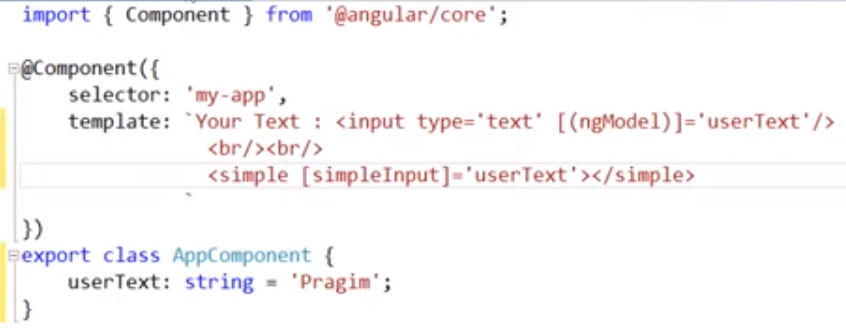 import { Component } from '@angular/core';
@Component({
    selector: 'my-app',
    template: `Your Text : <input type='text' [(ngModel)]='userText'/>
                <br/><br/>
                <simple [simpleInput]='userText'></simple>
              `
})
export class AppComponent {
    userText: string = 'Pragim';
}